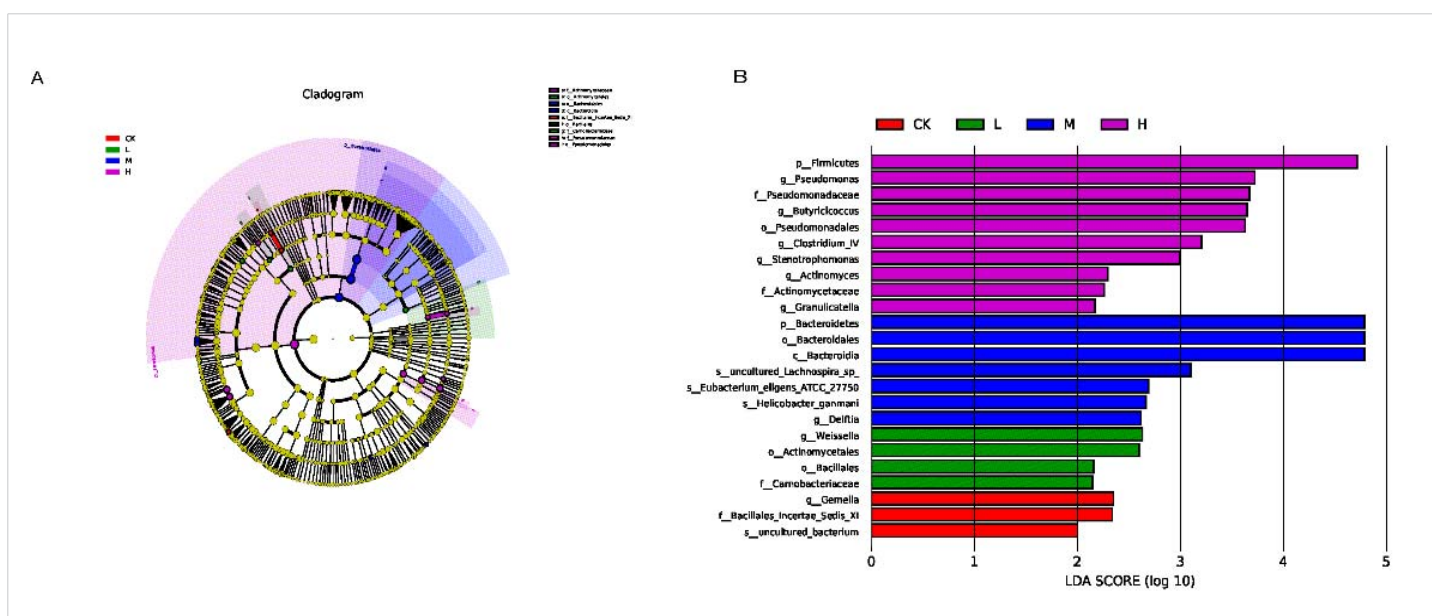 A
Cladogram
CK
L
M
H
B
CK
L
M
H
p__Firmicutes
g__Pseudomonas
f__Pseudomonadaceae
g__Butyricicoccus
o__Pseudomonadales
g__Clostridium_IV
g__Stenotrophomonas
g__Actinomyces
f__Actinomycetaceae
g__Granulicatella
p__Bacteroidetes
o__Bacteroidales
c__Bacteroidia
s__uncultured_Lachnospira_sp_
s__Eubacterium_eligens_ATCC_27750
s__Helicobacter_ganmani
g__Delftia
g__Weissella
o__Actinomycetales
o__Bacillales
f__Carnobacteriaceae
g__Gemella
f__Bacillales_Incertae_Sedis_XI
s__uncultured_bacterium
0 1 2 3 4 5
LDA SCORE (log 10)